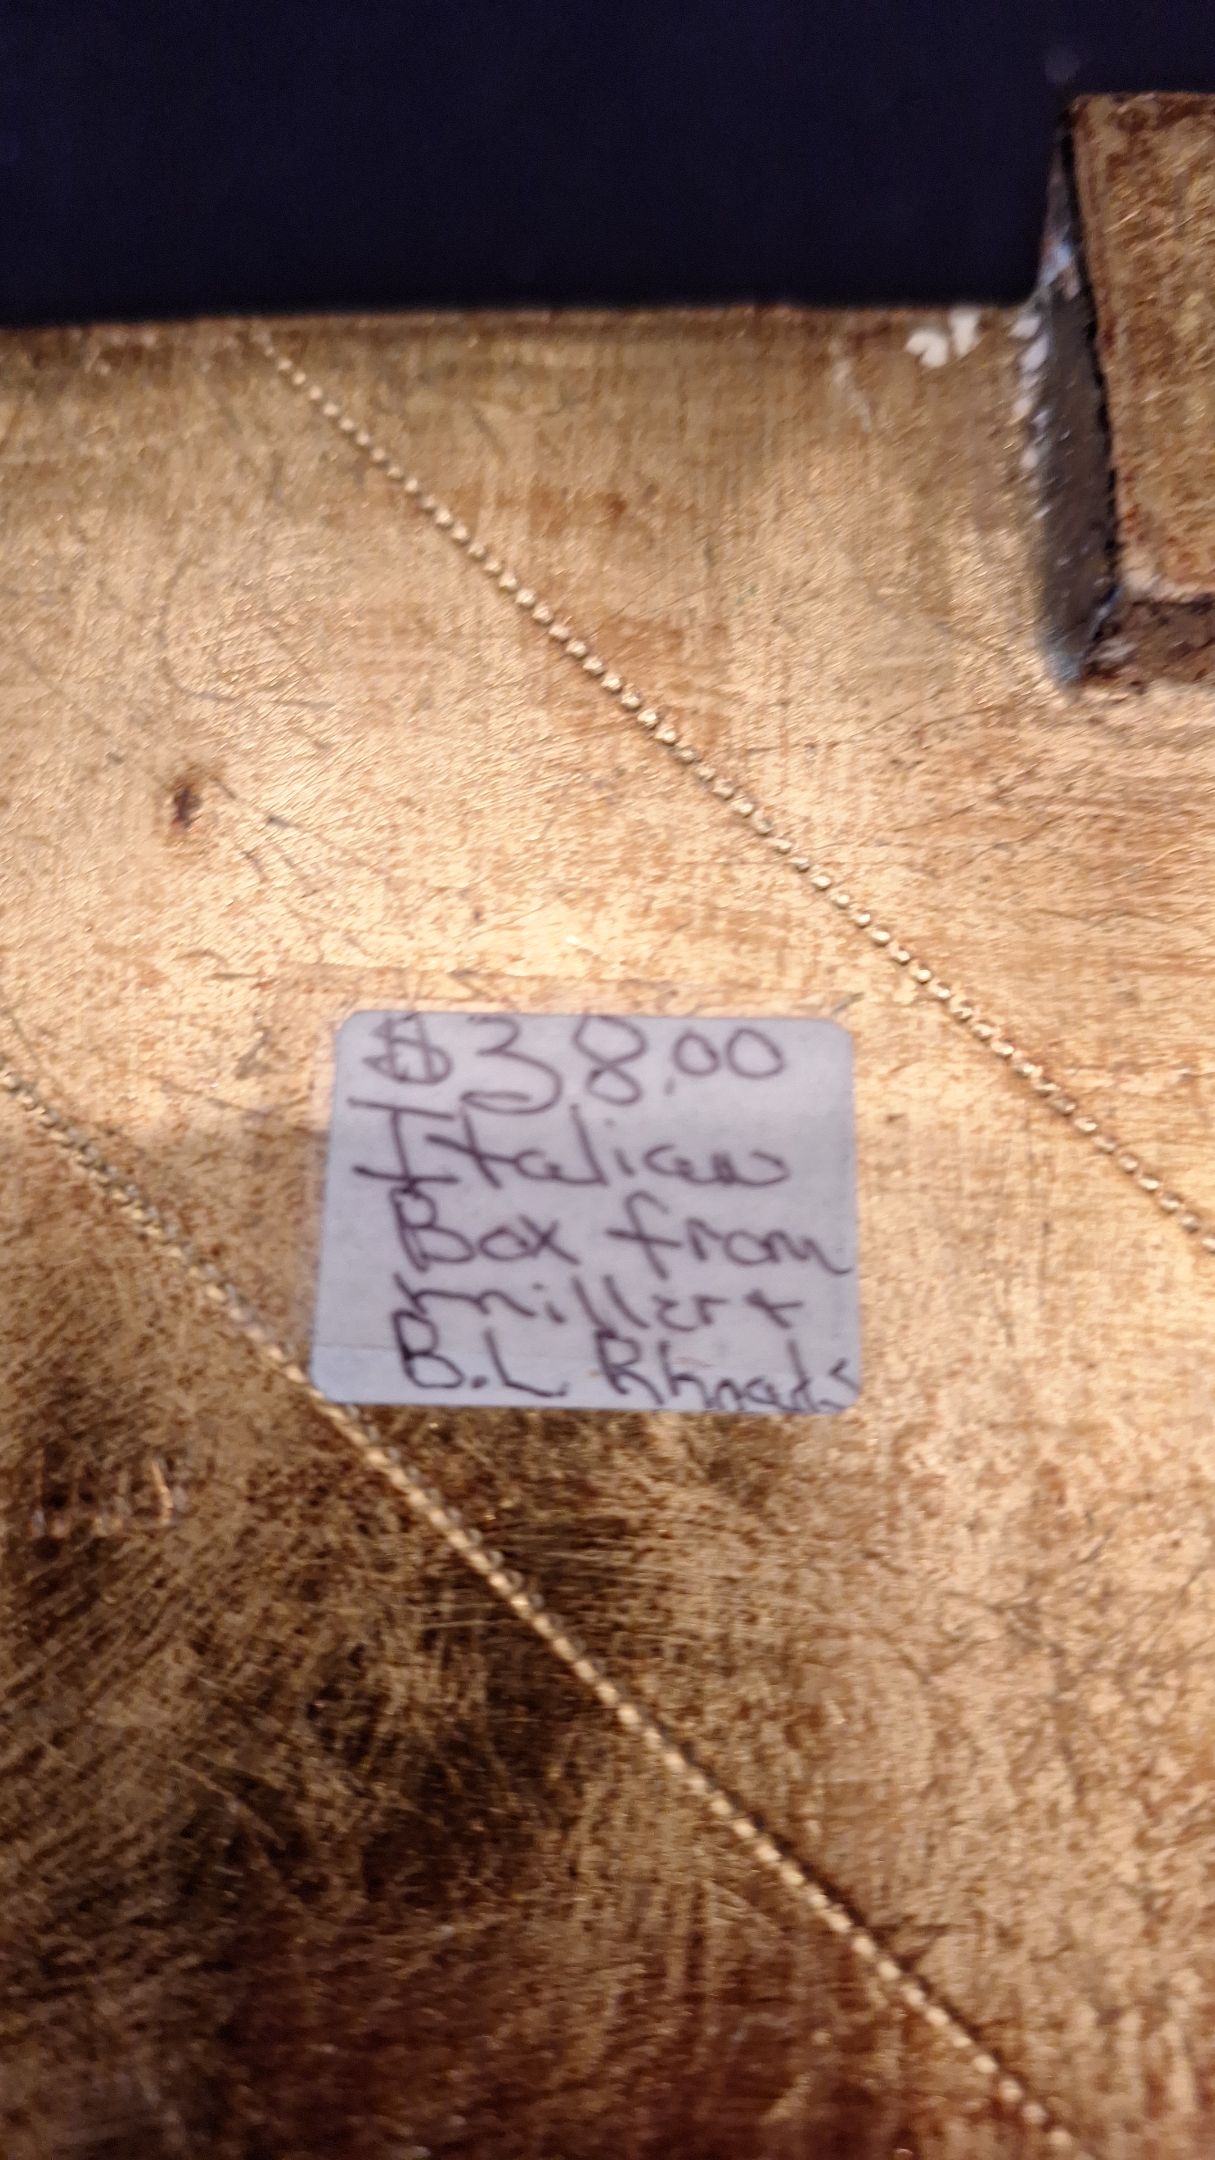 $38.00
Italian
Box from
Miller +
B.L. Rhoads